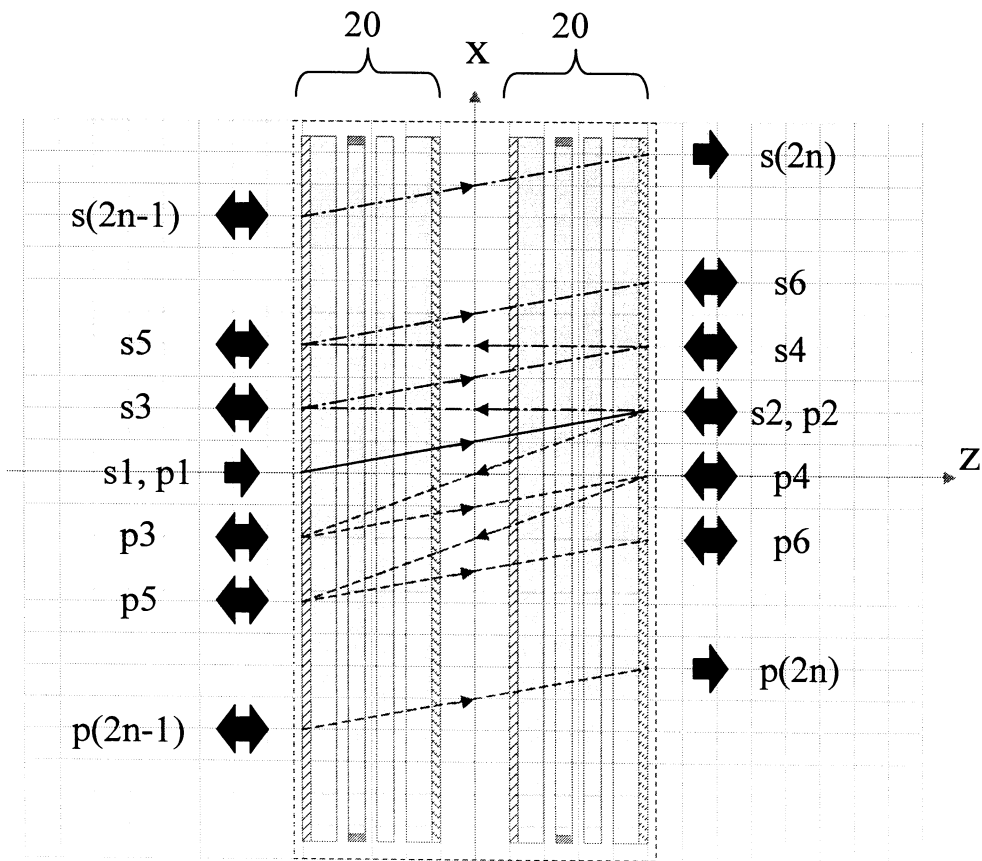 20 20
X
s(2n)
s(2n-1)
s6
s5 s4
s3 s2, p2
s1, p1 Z
p4
p3 p6
p5
p(2n)
p(2n-1)